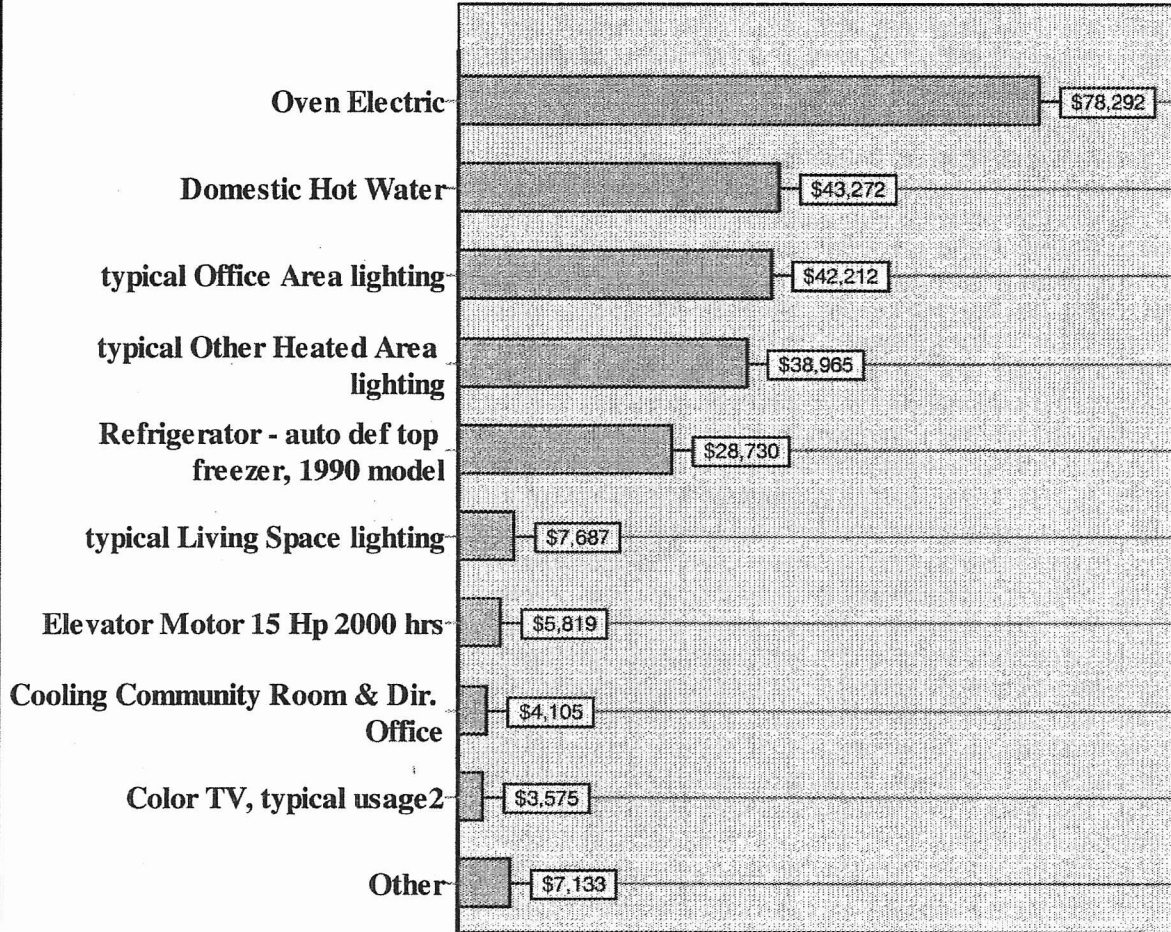 Oven Electric
$78,292
Domestic Hot Water
$43,272
typical Office Area lighting
$42,212
typical Other Heated Area
lighting
$38,965
Refrigerator - auto def top
freezer, 1990 model
$28,730
typical Living Space lighting
$7,687
Elevator Motor 15 Hp 2000 hrs
$5,819
Cooling Community Room & Dir.
Office
$4,105
Color TV, typical usage2
$3,575
Other
$7,133